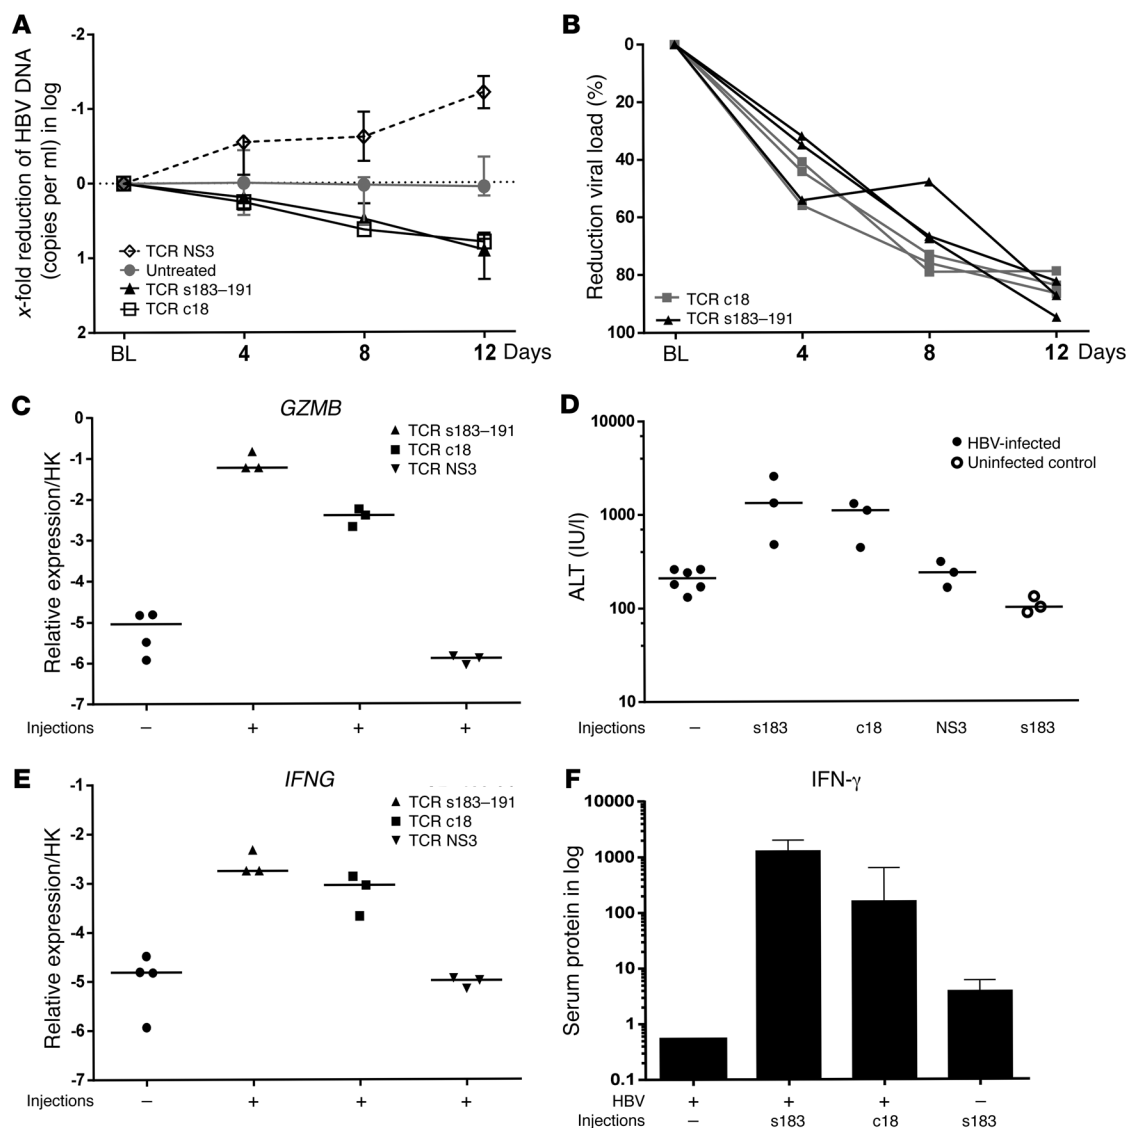 A
x-fold reduction of HBV DNA
(copies per ml) in log
-2
-1
0
1
2
TCR NS3
Untreated
TCR s183–191
TCR c18
BL 4 8 12 Days
B
Reduction viral load (%)
0
20
40
60
80
100
TCR c18
TCR s183–191
BL 4 8 12 Days
C
GZMB
Relative expression/HK
0
-1
-2
-3
-4
-5
-6
-7
TCR s183–191
TCR c18
TCR NS3
Injections – + + +
D
ALT (IU/l)
10000
1000
100
10
HBV-infected
Uninfected control
Injections – s183 c18 NS3 s183
E
IFNG
Relative expression/HK
-1
-2
-3
-4
-5
-6
-7
TCR s183–191
TCR c18
TCR NS3
Injections – + + +
F
IFN-γ
Serum protein in log
10000
1000
100
10
1
0.1
HBV + + + –
Injections – s183 c18 s183